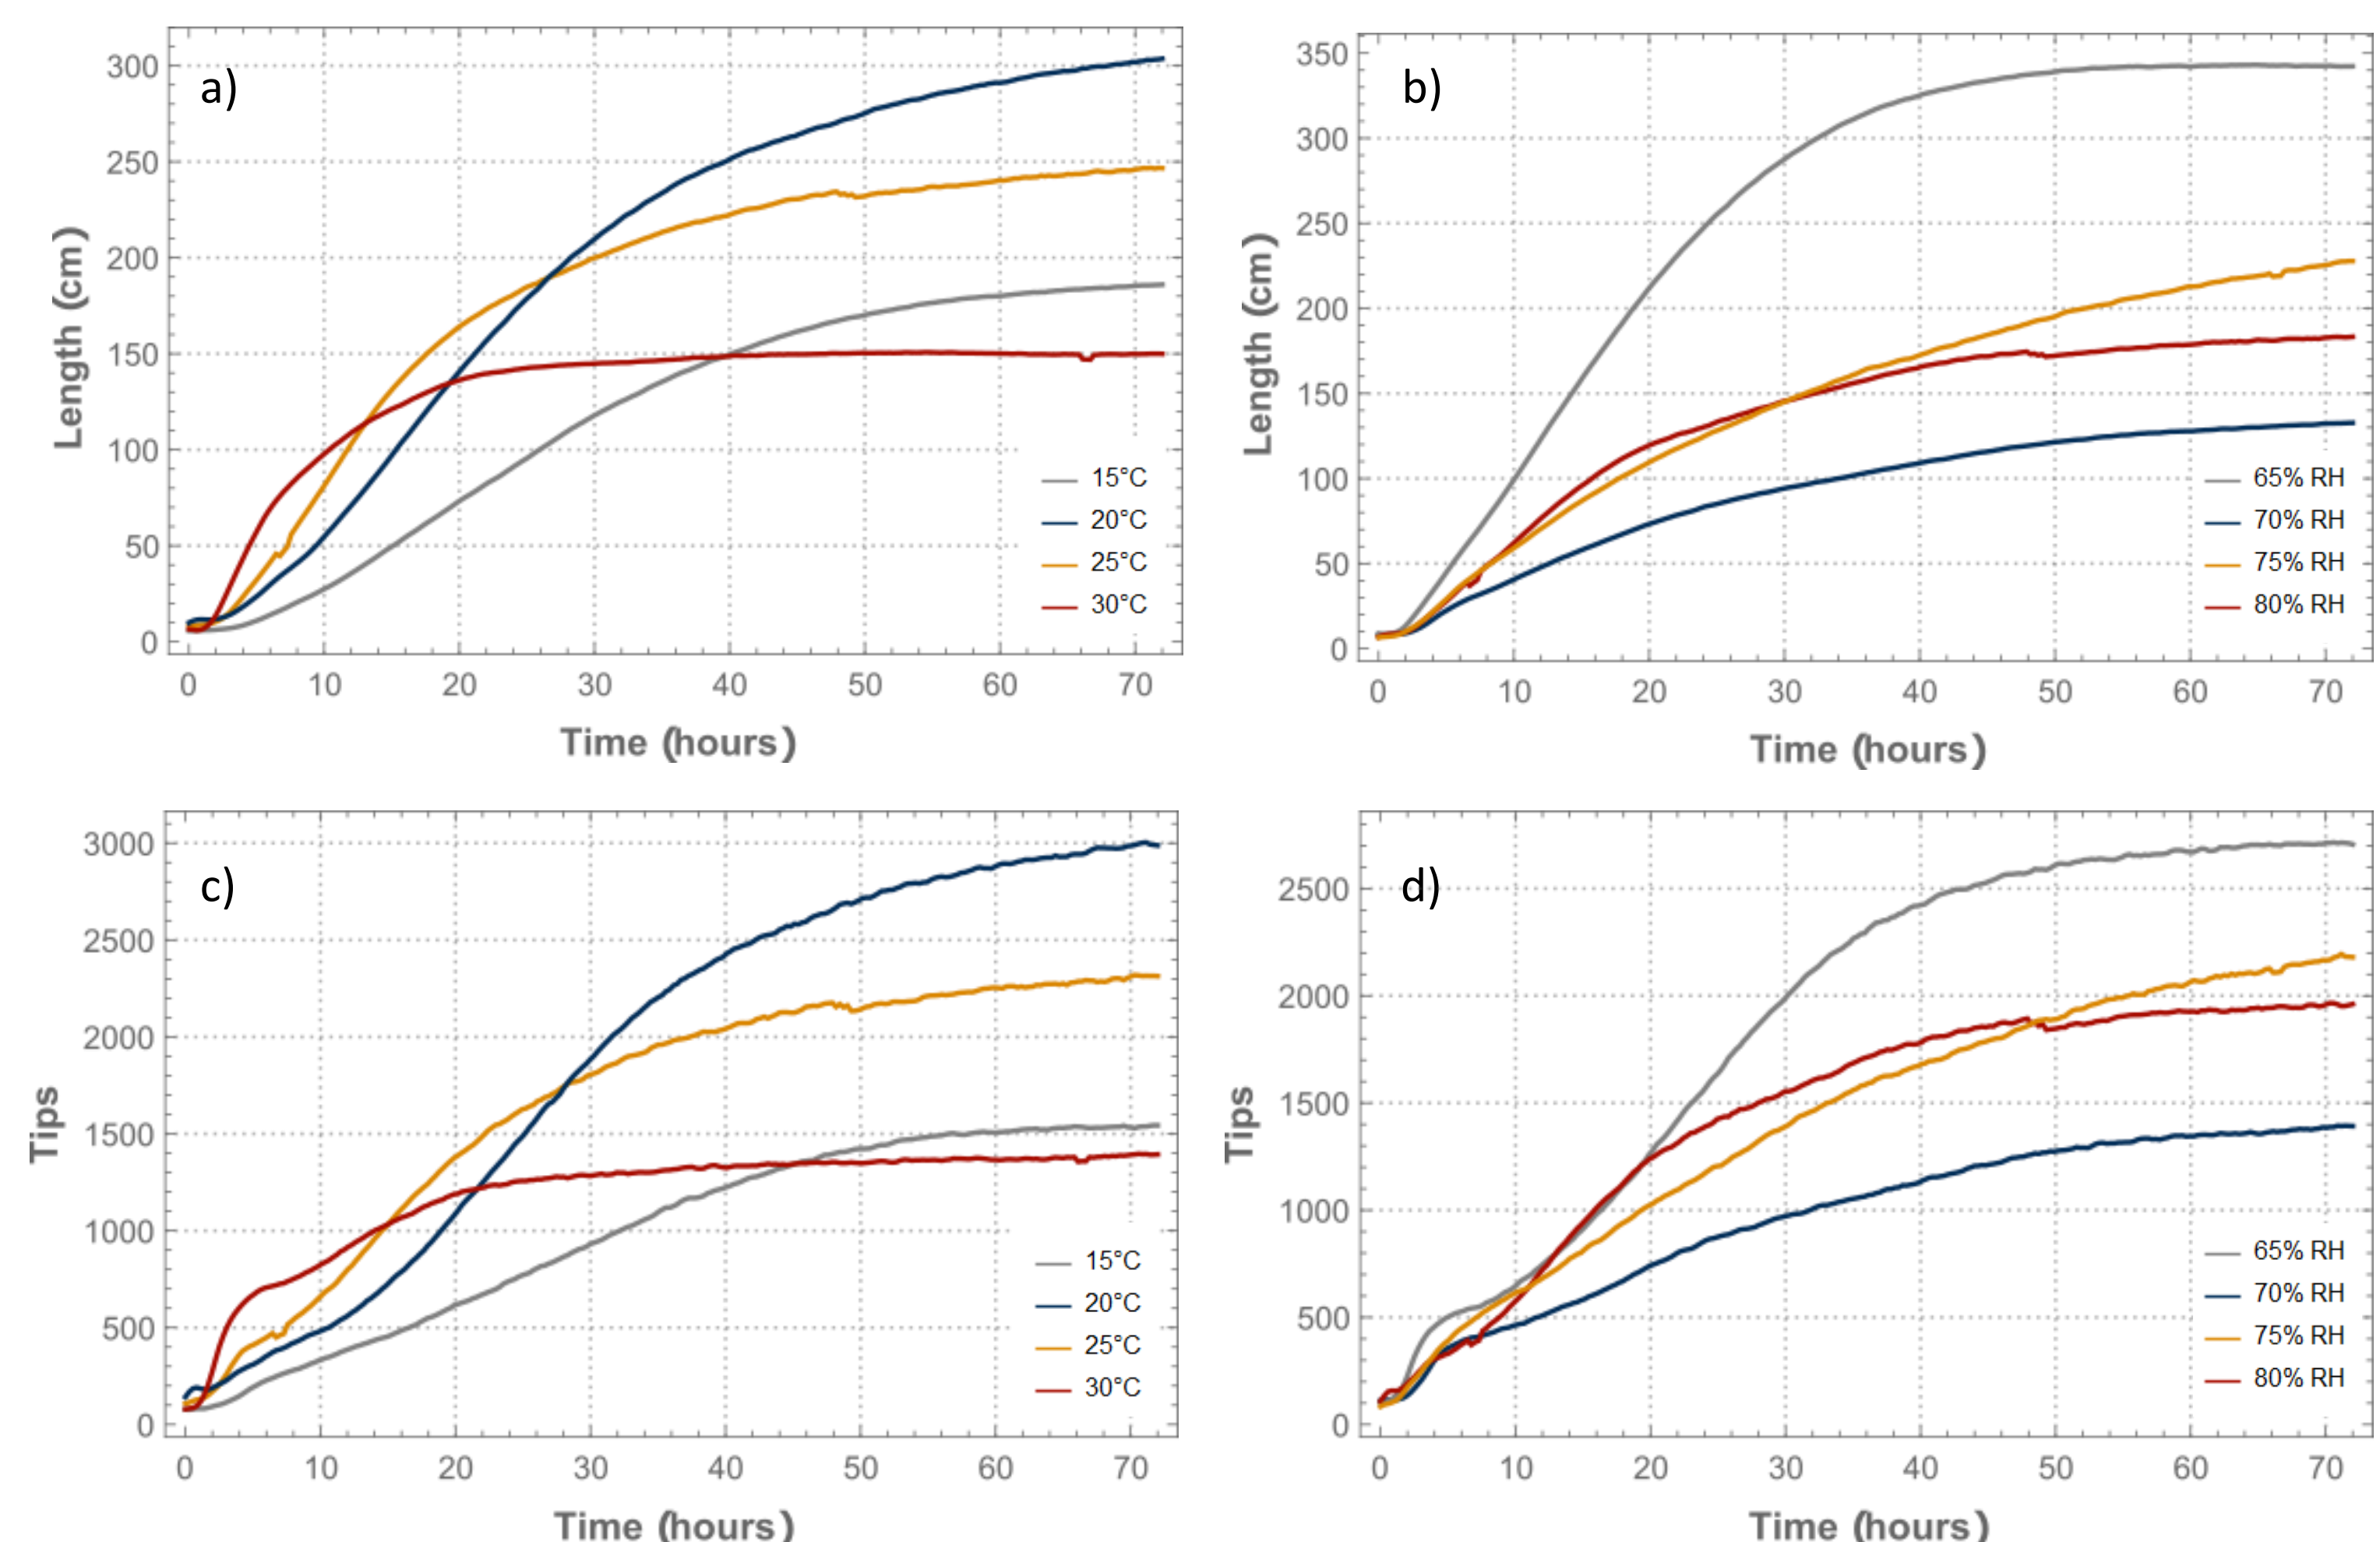 a)
Length (cm)
300
250
200
150
100
50
0
15°C
20°C
25°C
30°C
0 10 20 30 40 50 60 70
Time (hours)
b)
Length (cm)
350
300
250
200
150
100
50
0
65% RH
70% RH
75% RH
80% RH
0 10 20 30 40 50 60 70
Time (hours)
c)
Tips
3000
2500
2000
1500
1000
500
0
15°C
20°C
25°C
30°C
0 10 20 30 40 50 60 70
Time (hours)
d)
Tips
2500
2000
1500
1000
500
0
65% RH
70% RH
75% RH
80% RH
0 10 20 30 40 50 60 70
Time (hours)